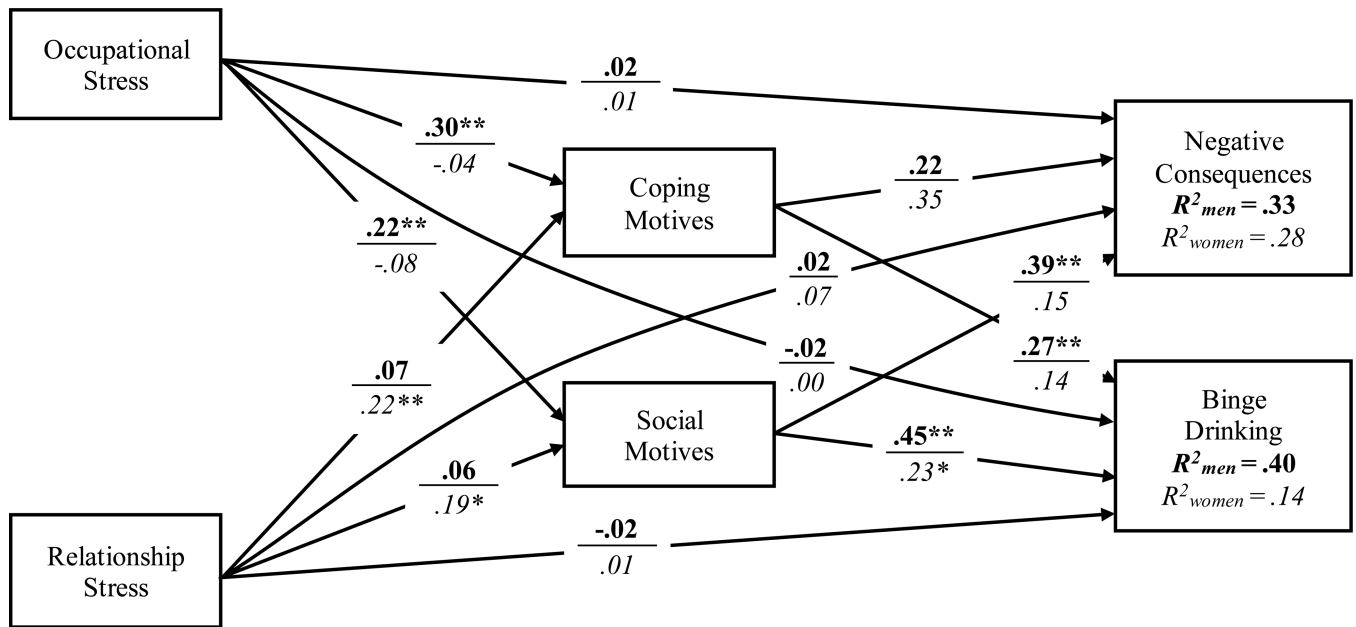 Occupational
Stress
.02
.01
.30**
-.04
Negative
Consequences
R²men = .33
R²women = .28
Coping
Motives
.22
.35
.22**
-.08
.02
.07
.39**
.15
-.02
.00
.27**
.14
.07
.22**
Social
Motives
Binge
Drinking
R²men = .40
R²women = .14
.45**
.23*
.06
.19*
-.02
.01
Relationship
Stress